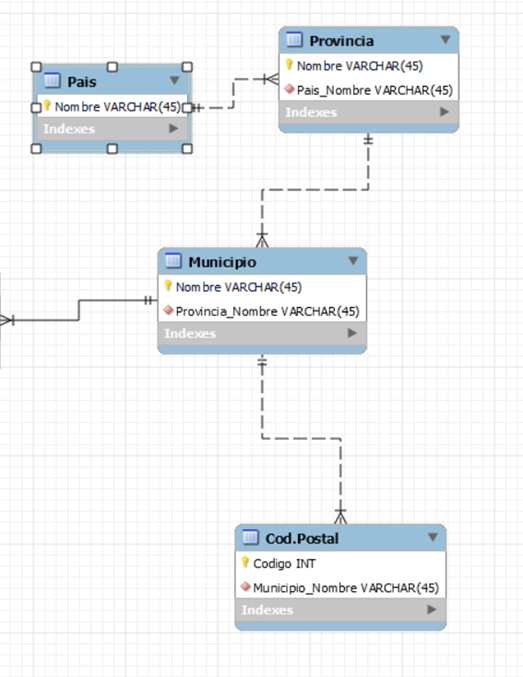 Pais
Nombre VARCHAR(45)
Indexes
Provincia
Nombre VARCHAR(45)
Pais_Nombre VARCHAR(45)
Indexes
Municipio
Nombre VARCHAR(45)
Provincia_Nombre VARCHAR(45)
Indexes
Cod.Postal
Codigo INT
Municipio_Nombre VARCHAR(45)
Indexes